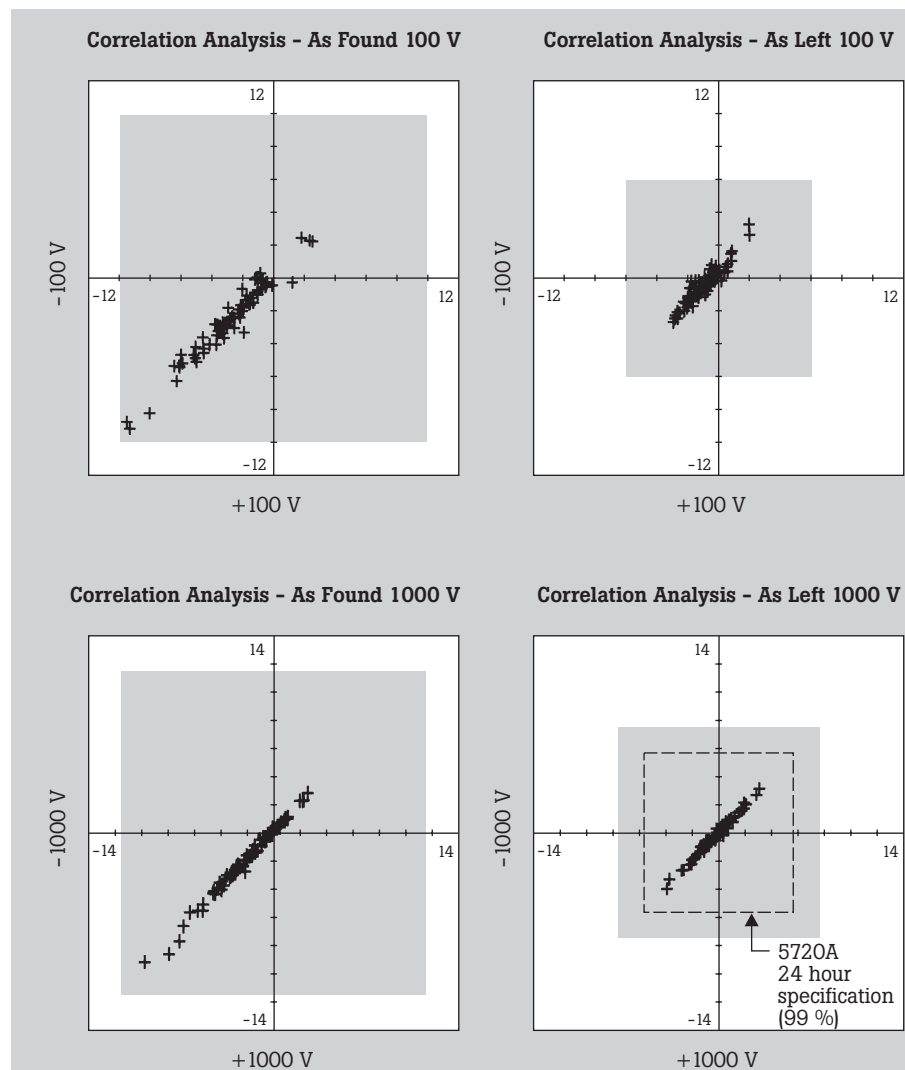 Correlation Analysis – As Found 100 V
12
-100 V
-12
12
-12
+100 V
Correlation Analysis – As Left 100 V
12
-100 V
-12
12
-12
+100 V
Correlation Analysis – As Found 1000 V
14
-1000 V
-14
14
-14
+1000 V
Correlation Analysis – As Left 1000 V
14
-1000 V
-14
14
-14
5720A
24 hour
specification
(99 %)
+1000 V